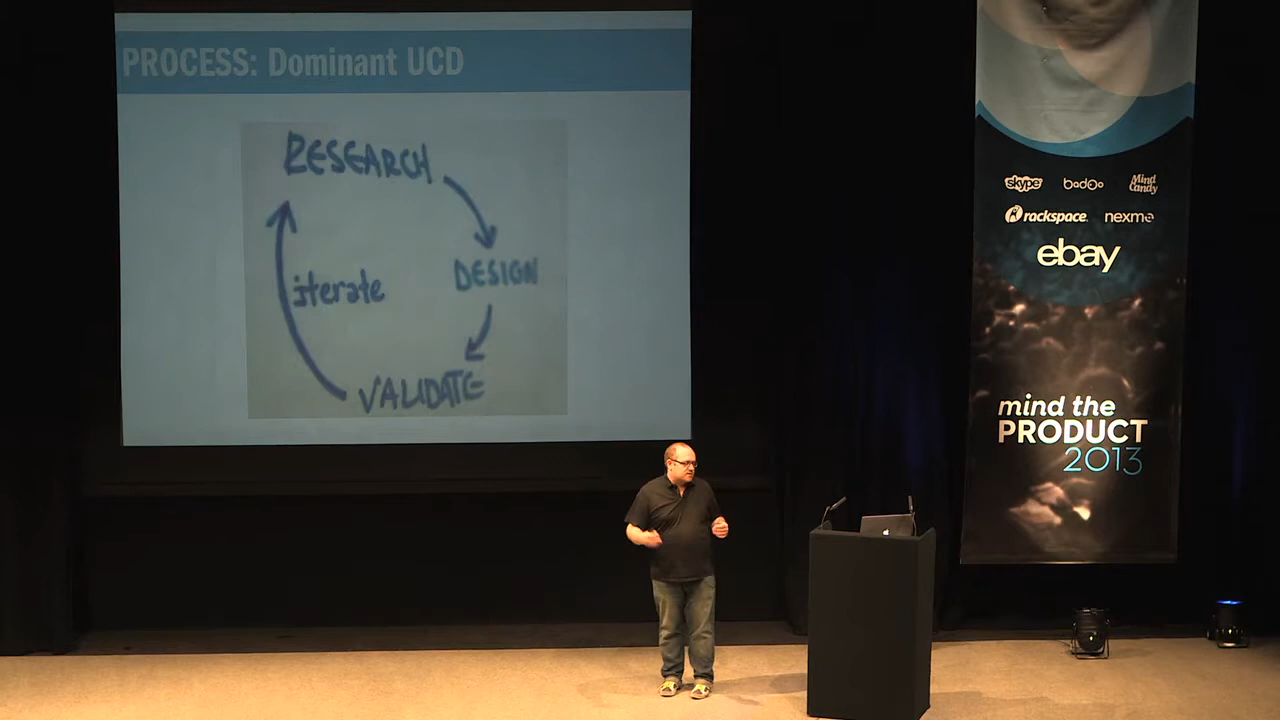 PROCESS: Dominant UCD
RESEARCH
DESIGN
iterate
VALIDATE
skype badoo Mind Candy
rackspace. nexmo
ebay
mind the
PRODUCT
2013